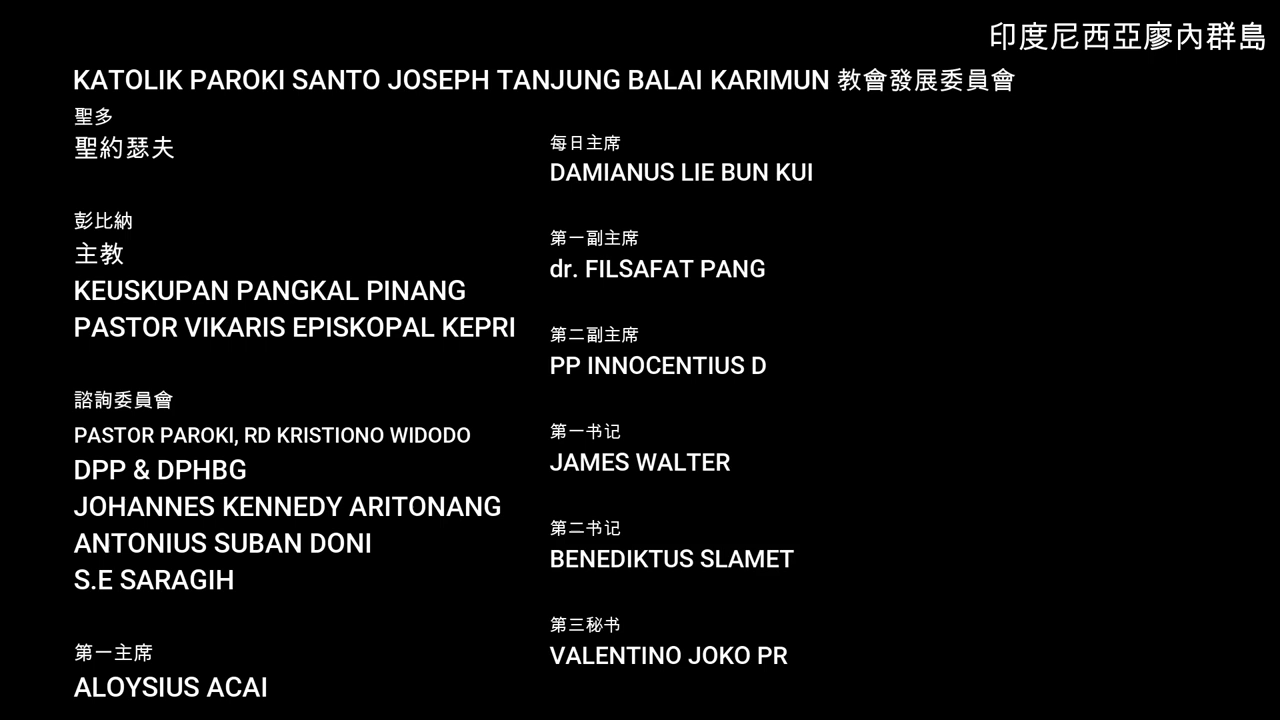 印度尼西亞廖內群島
KATOLIK PAROKI SANTO JOSEPH TANJUNG BALAI KARIMUN 教會發展委員會
聖多
聖約瑟夫
彭比納
主教
KEUSKUPAN PANGKAL PINANG
PASTOR VIKARIS EPISKOPAL KEPRI
諮詢委員會
PASTOR PAROKI, RD KRISTIONO WIDODO
DPP & DPHBG
JOHANNES KENNEDY ARITONANG
ANTONIUS SUBAN DONI
S.E SARAGIH
第一主席
ALOYSIUS ACAI
每日主席
DAMIANUS LIE BUN KUI
第一副主席
dr. FILSAFAT PANG
第二副主席
PP INNOCENTIUS D
第一书记
JAMES WALTER
第二书记
BENEDIKTUS SLAMET
第三秘书
VALENTINO JOKO PR